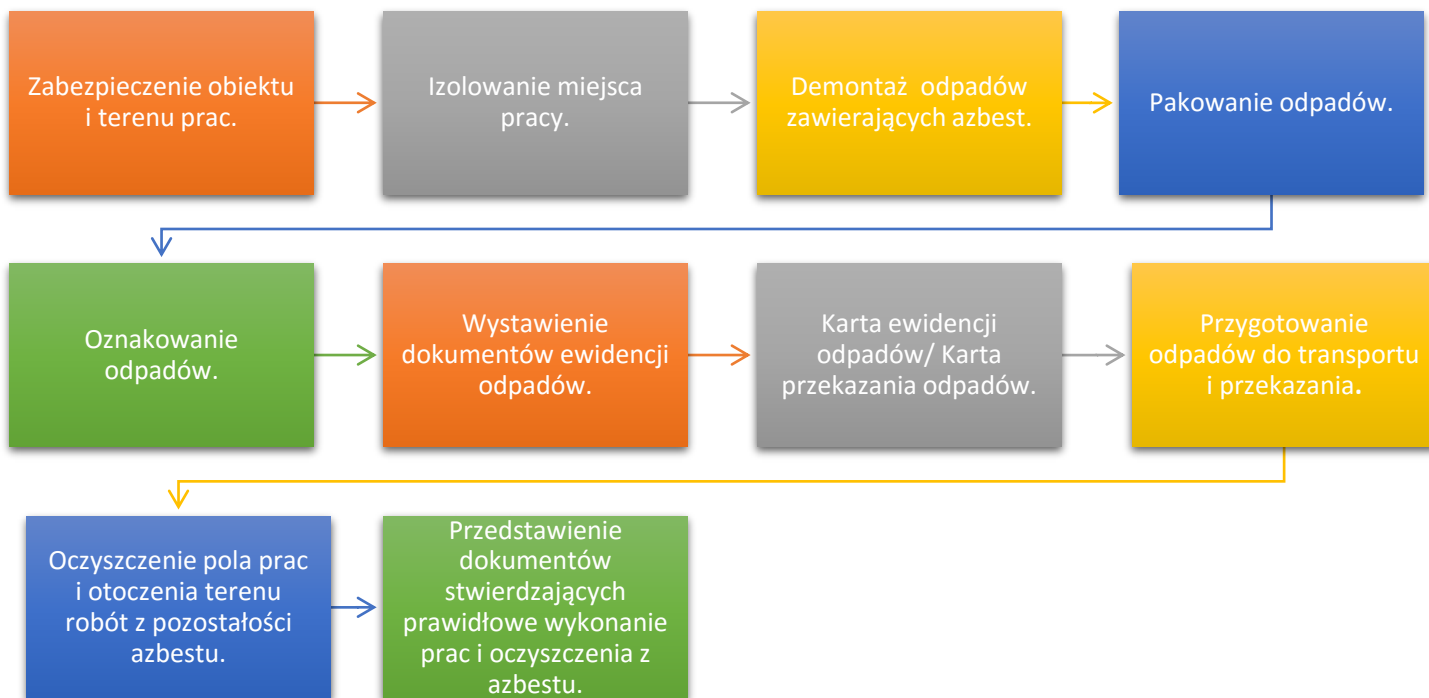 Zabezpieczenie obiektu
i terenu prac.
Izolowanie miejsca
pracy.
Demontaż odpadów
zawierających azbest.
Pakowanie odpadów.
Oznakowanie
odpadów.
Wystawienie
dokumentów ewidencji
odpadów.
Karta ewidencji
odpadów/ Karta
przekazania odpadów.
Przygotowanie
odpadów do transportu
i przekazania.
Oczyszczenie pola prac
i otoczenia terenu
robót z pozostałości
azbestu.
Przedstawienie
dokumentów
stwierdzających
prawidłowe wykonanie
prac i oczyszczenia z
azbestu.